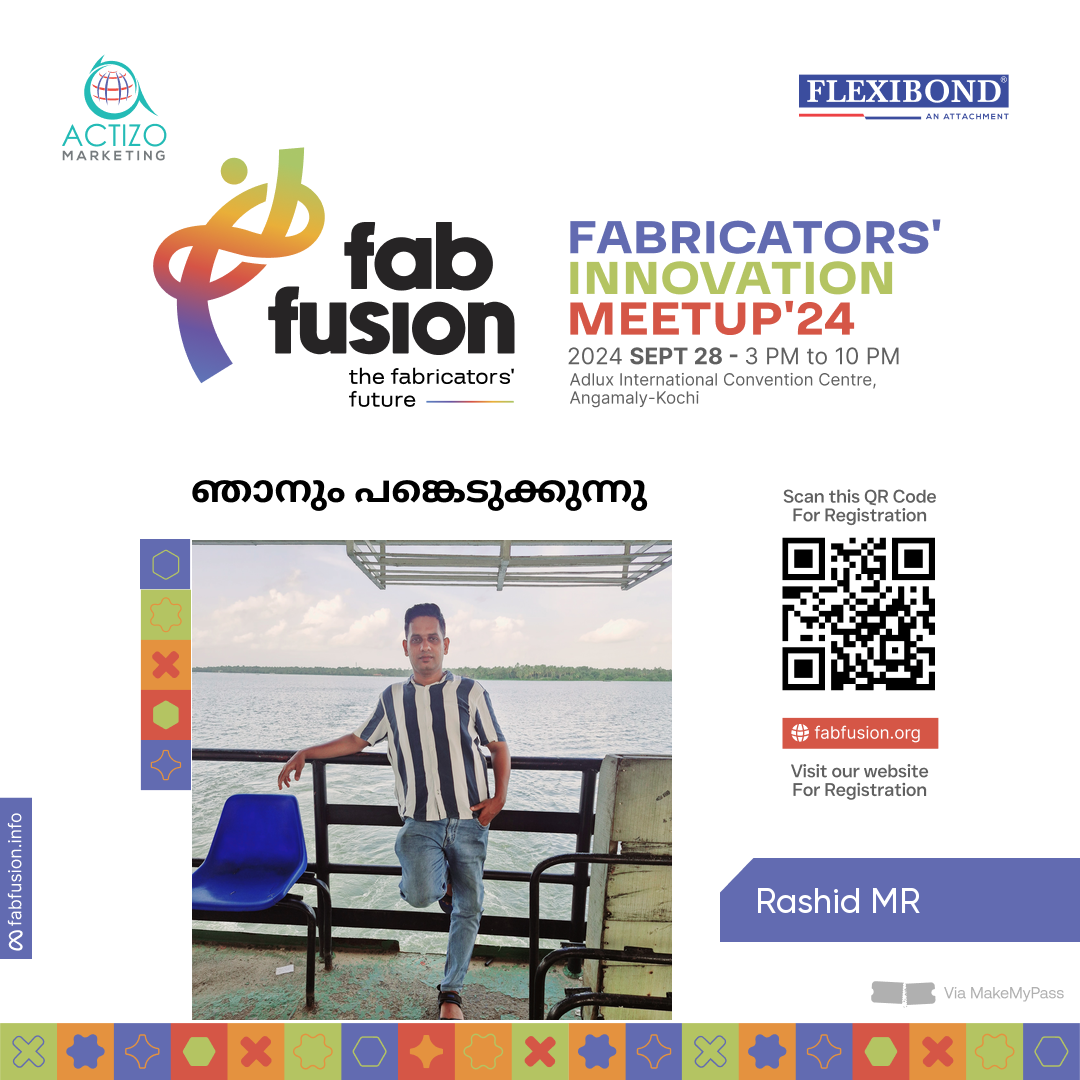 ACTIZO
MARKETING
FLEXIBOND®
AN ATTACHMENT
fab
fusion
the fabricators'
future
FABRICATORS'
INNOVATION
MEETUP'24
2024 SEPT 28 - 3 PM to 10 PM
Adlux International Convention Centre,
Angamaly-Kochi
ഞാനും പങ്കെടുക്കുന്നു
Scan this QR Code
For Registration
fabfusion.org
Visit our website
For Registration
fabfusion.info
Rashid MR
Via MakeMyPass